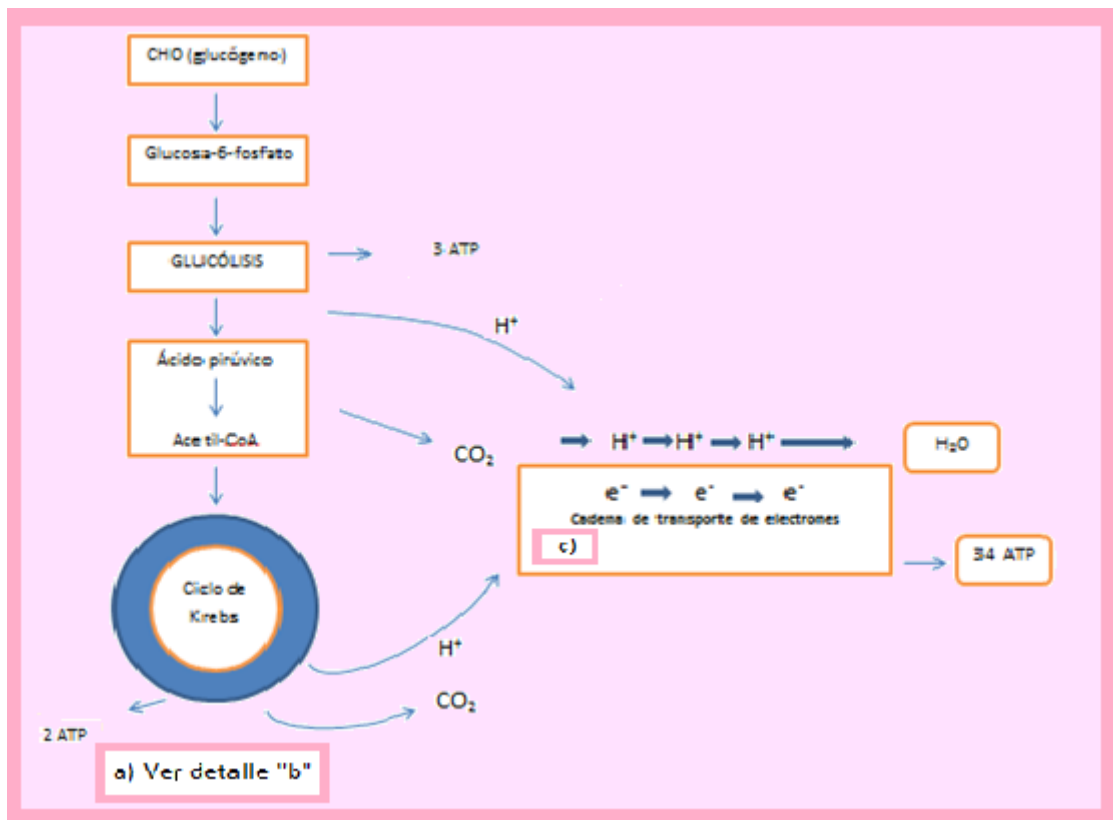 CHO (glucógeno)
Glucosa-6-fosfato
GLUCÓLISIS
3 ATP
H⁺
Ácido pirúvico
Acetil-CoA
CO₂
H⁺ H⁺ H⁺
H₂O
e⁻ e⁻ e⁻
Cadena de transporte de electrones
c)
34 ATP
Ciclo de
Krebs
H⁺
CO₂
2 ATP
a) Ver detalle "b"